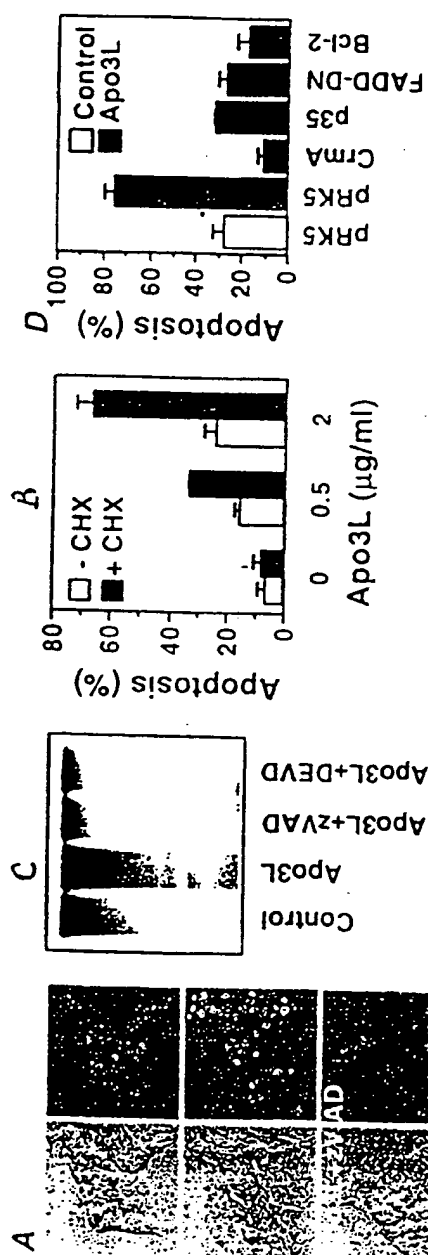 A
AD
C
Control
Apo3L
Apo3L+zVAD
Apo3L+DEVD
B
- CHX
+ CHX
Apoptosis (%)
80
60
40
20
0
0
0.5
2
Apo3L (µg/ml)
D
Control
Apo3L
Apoptosis (%)
100
80
60
40
20
0
pRK5
pRK5
CrmA
p35
FADD-DN
Bcl-2